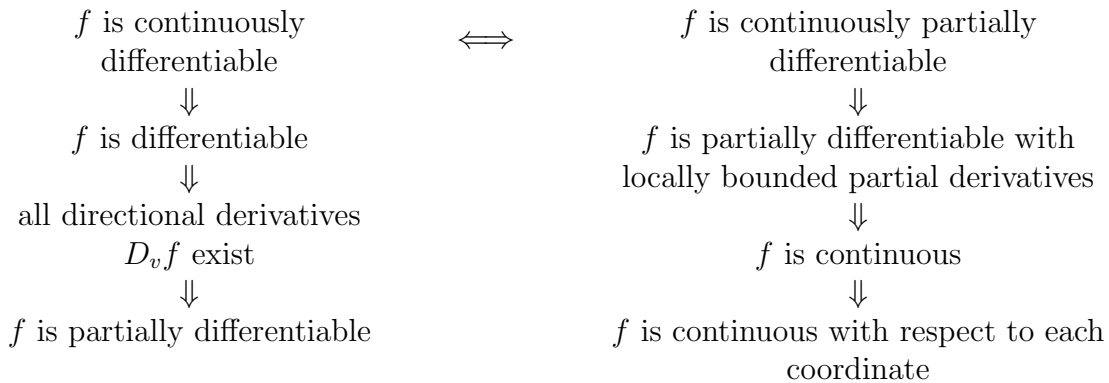 f is continuously
differentiable
⇓
f is differentiable
⇓
all directional derivatives
D_v f exist
⇓
f is partially differentiable
⟺
f is continuously partially
differentiable
⇓
f is partially differentiable with
locally bounded partial derivatives
⇓
f is continuous
⇓
f is continuous with respect to each
coordinate